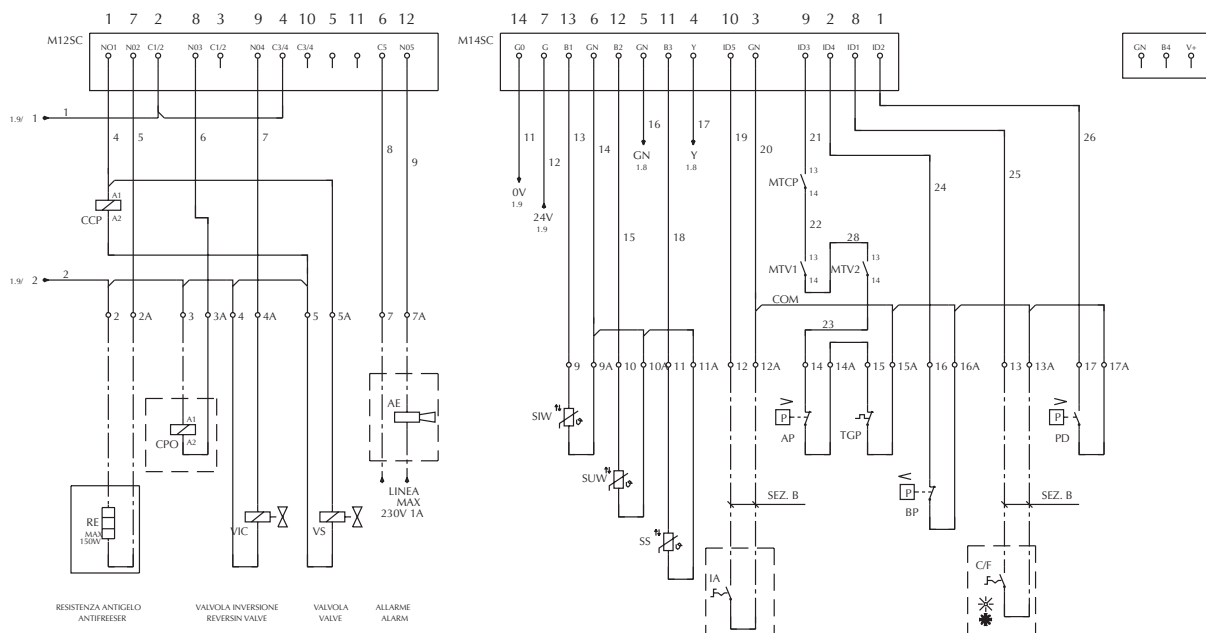 1 7 2 8 3 9 4 10 5 11 6 12
14 7 13 6 12 5 11 4 10 3 9 2 8 1
M12SC
NO1 N02 C1/2 N03 C1/2 N04 C3/4 C3/4 C5 N05
M14SC
G0 G B1 GN B2 GN B3 Y ID5 GN ID3 ID4 ID1 ID2
GN B4 V+
1.9/ 1 1
4 5 6 7 8 9
11 12 13 14 16 17 19 20 21 26
GN
1.8
Y
1.8
0V
1.9
24V
1.9
15 18 24 25
CCP
A1
A2
MTCP
13
14
22
28
MTV1
13
14
MTV2
13
14
COM
23
1.9/ 2 2
2 2A 3 3A 4 4A 5 5A 7 7A
9 9A 10 10A 11 11A 12 12A 14 14A 15 15A 16 16A 13 13A 17 17A
CPO
A1
A2
AE
LINEA
MAX
230V 1A
RE
MAX
150W
VIC
VS
SIW
SUW
SS
IA
SEZ. B
P
AP
TGP
P
BP
SEZ. B
C/F
P
PD
RESISTENZA ANTIGELO
ANTIFREESER
VALVOLA INVERSIONE
REVERSIN VALVE
VALVOLA
VALVE
ALLARME
ALARM